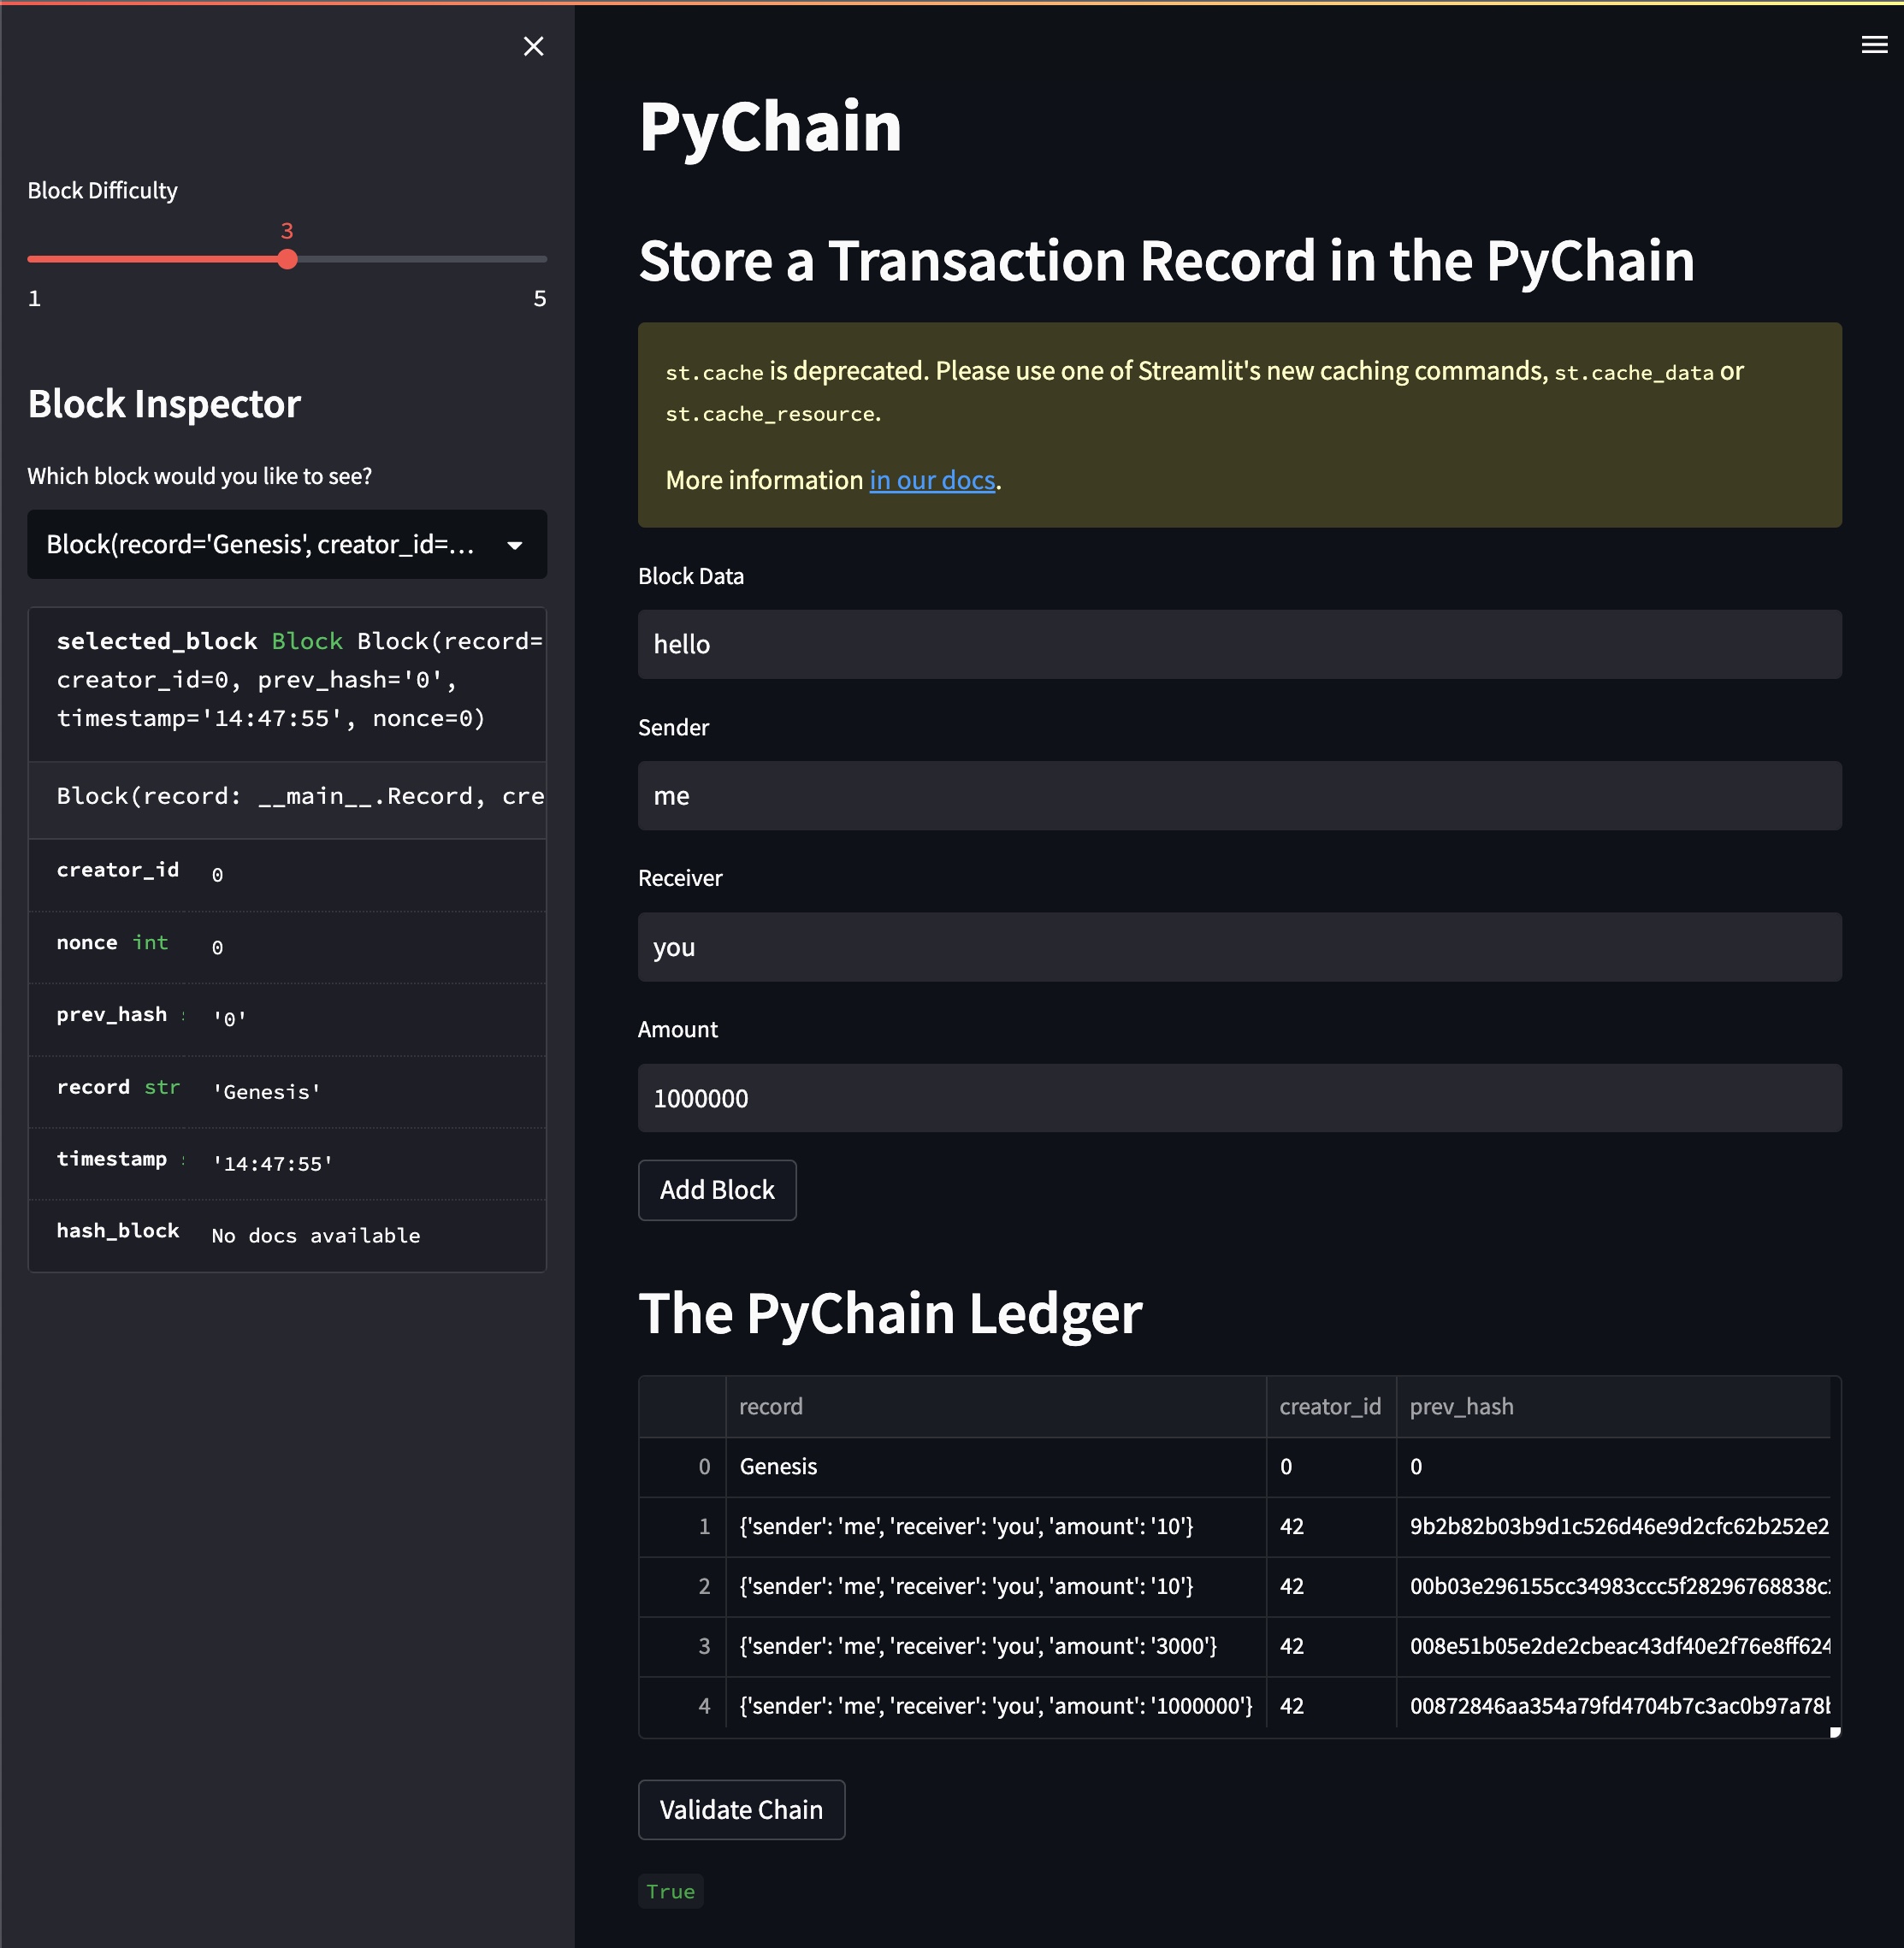 Block Difficulty
3
1 5
Block Inspector
Which block would you like to see?
Block(record='Genesis', creator_id=...
selected_block Block Block(record=
creator_id=0, prev_hash='0',
timestamp='14:47:55', nonce=0)
Block(record: __main__.Record, cre
creator_id 0
nonce int 0
prev_hash '0'
record str 'Genesis'
timestamp '14:47:55'
hash_block No docs available
PyChain
Store a Transaction Record in the PyChain
st.cache is deprecated. Please use one of Streamlit's new caching commands, st.cache_data or
st.cache_resource.
More information in our docs.
Block Data
hello
Sender
me
Receiver
you
Amount
1000000
Add Block
The PyChain Ledger
record creator_id prev_hash
0 Genesis 0 0
1 {'sender': 'me', 'receiver': 'you', 'amount': '10'} 42 9b2b82b03b9d1c526d46e9d2cfc62b252e2
2 {'sender': 'me', 'receiver': 'you', 'amount': '10'} 42 00b03e296155cc34983ccc5f28296768838c
3 {'sender': 'me', 'receiver': 'you', 'amount': '3000'} 42 008e51b05e2de2cbeac43df40e2f76e8ff624
4 {'sender': 'me', 'receiver': 'you', 'amount': '1000000'} 42 00872846aa354a79fd4704b7c3ac0b97a78
Validate Chain
True